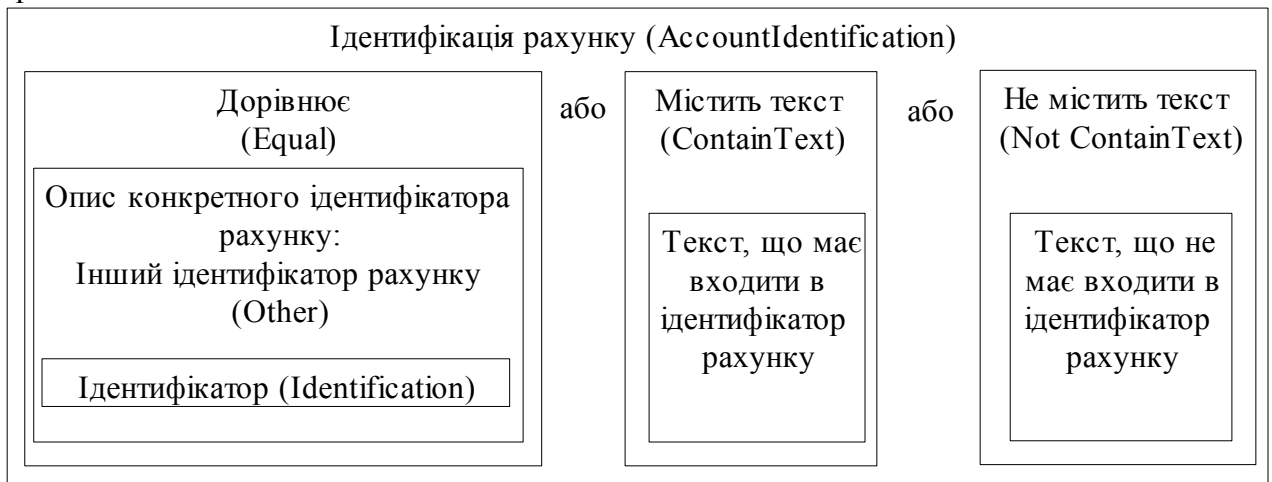 Ідентифікація рахунку (AccountIdentification)
Дорівнює
(Equal)
Опис конкретного ідентифікатора
рахунку:
Інший ідентифікатор рахунку
(Other)
Ідентифікатор (Identification)
або
Містить текст
(ContainText)
Текст, що має
входити в
ідентифікатор
рахунку
або
Не містить текст
(Not ContainText)
Текст, що не
має входити в
ідентифікатор
рахунку